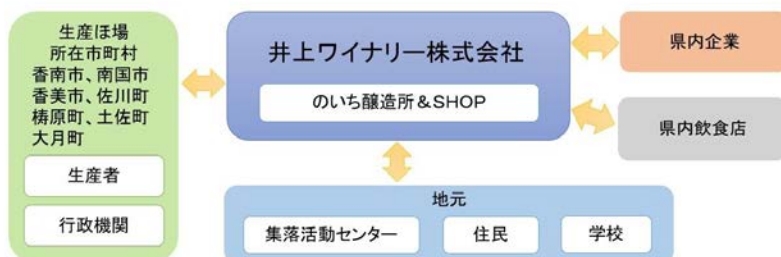 生産ほ場
所在市町村
香南市、南国市
香美市、佐川町
梼原町、土佐町
大月町
生産者
行政機関
井上ワイナリー株式会社
のいち醸造所＆SHOP
県内企業
県内飲食店
地元
集落活動センター
住民
学校